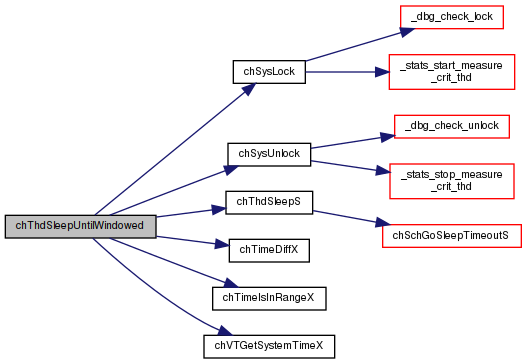 _dbg_check_lock
chSysLock
_stats_start_measure
_crit_thd
_dbg_check_unlock
chSysUnlock
_stats_stop_measure
_crit_thd
chThdSleepS
chThdSleepUntilWindowed
chSchGoSleepTimeoutS
chTimeDiffX
chTimeIsInRangeX
chVTGetSystemTimeX